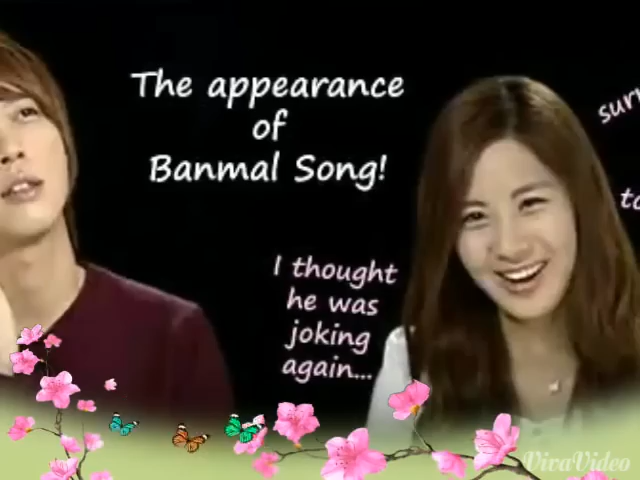 The appearance
of
Banmal Song!
I thought
he was
joking
again...
VivaVideo